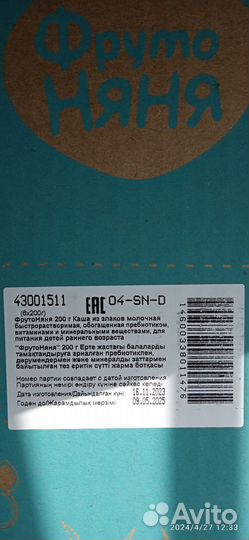 Фруто
НЯНЯ
43001511 EAC 04-SN-D
(6x200г)
ФрутоНяня 200 г Каша из злаков молочная
быстрорастворимая, обогащенная пребиотиком,
витаминами и минеральными веществами, для
питания детей раннего возраста
"ФрутоНяня" 200 г Ерте жастағы балаларды
тамақтандыруға арналған пребиотикпен,
дәрумендермен және минералды заттармен
байытылған тез еритін сүтті жарма ботқасы
Номер партии совпадает с датой изготовления
Партияның нөмірі өндіру күніне сәйкес келеді
Дата изготовления/Дайындалған күні: 16.11.2023
Годен до/Жарамдылық мерзімі: 09.05.2025
14600338011476
Avito
2024/4/27 12:33